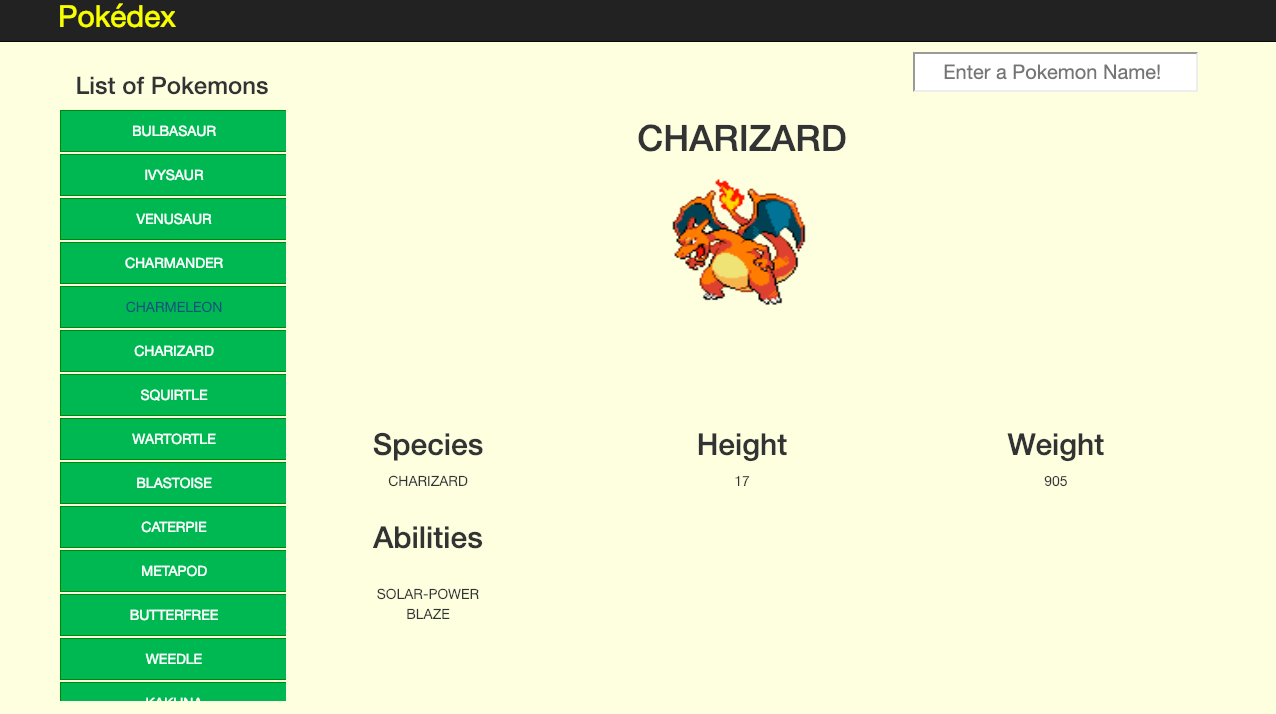 Pokédex
Enter a Pokemon Name!
List of Pokemons
BULBASAUR
IVYSAUR
VENUSAUR
CHARMANDER
CHARMELEON
CHARIZARD
SQUIRTLE
WARTORTLE
BLASTOISE
CATERPIE
METAPOD
BUTTERFREE
WEEDLE
KAKUNA
CHARIZARD
Species
CHARIZARD
Height
17
Weight
905
Abilities
SOLAR-POWER
BLAZE